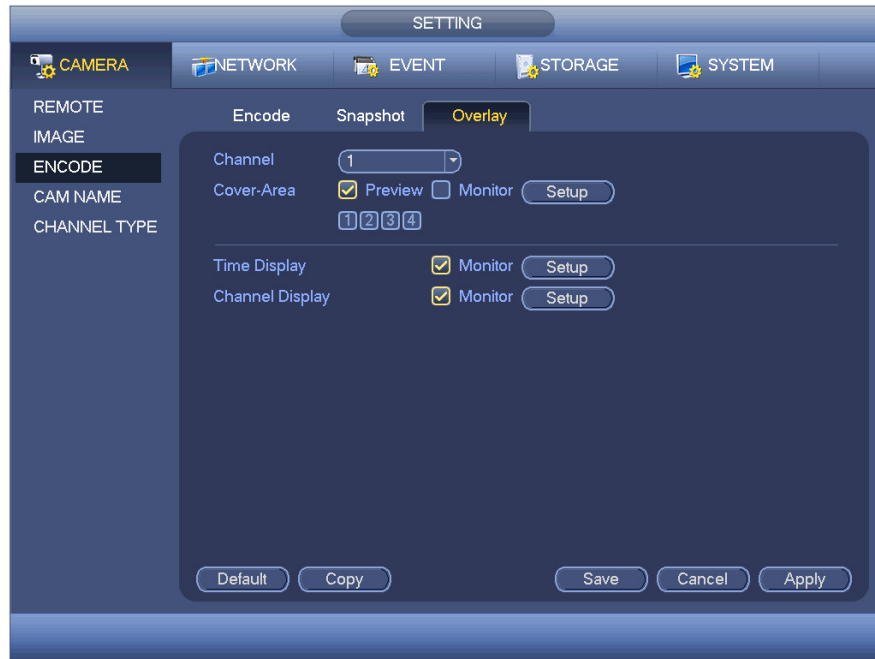 SETTING
CAMERA NETWORK EVENT STORAGE SYSTEM
REMOTE
IMAGE
ENCODE
CAM NAME
CHANNEL TYPE
Encode Snapshot Overlay
Channel 1
Cover-Area Preview Monitor Setup
1 2 3 4
Time Display Monitor Setup
Channel Display Monitor Setup
Default Copy Save Cancel Apply